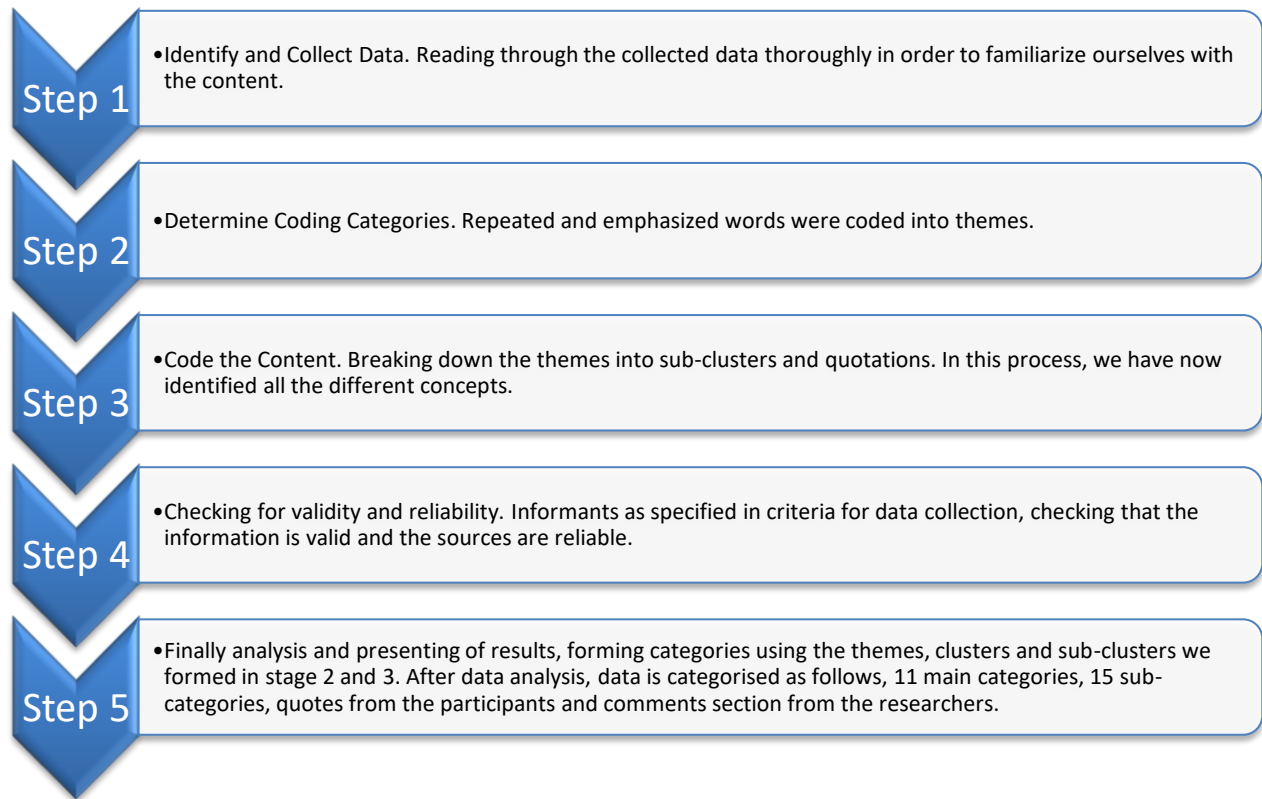 Step 1
•Identify and Collect Data. Reading through the collected data thoroughly in order to familiarize ourselves with
the content.
Step 2
•Determine Coding Categories. Repeated and emphasized words were coded into themes.
Step 3
•Code the Content. Breaking down the themes into sub-clusters and quotations. In this process, we have now
identified all the different concepts.
Step 4
•Checking for validity and reliability. Informants as specified in criteria for data collection, checking that the
information is valid and the sources are reliable.
Step 5
•Finally analysis and presenting of results, forming categories using the themes, clusters and sub-clusters we
formed in stage 2 and 3. After data analysis, data is categorised as follows, 11 main categories, 15 sub-
categories, quotes from the participants and comments section from the researchers.